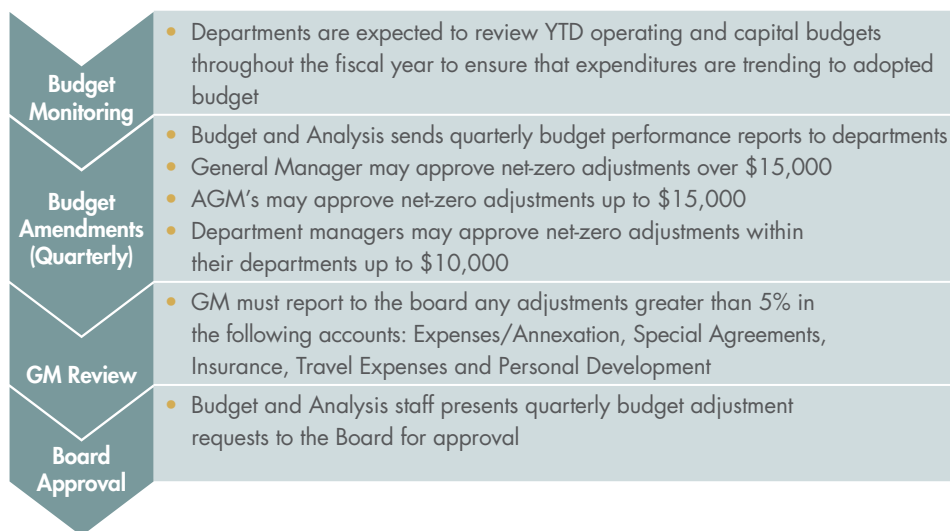 Budget
Monitoring
• Departments are expected to review YTD operating and capital budgets
throughout the fiscal year to ensure that expenditures are trending to adopted
budget
Budget
Amendments
(Quarterly)
• Budget and Analysis sends quarterly budget performance reports to departments
• General Manager may approve net-zero adjustments over $15,000
• AGM's may approve net-zero adjustments up to $15,000
• Department managers may approve net-zero adjustments within
their departments up to $10,000
GM Review
• GM must report to the board any adjustments greater than 5% in
the following accounts: Expenses/Annexation, Special Agreements,
Insurance, Travel Expenses and Personal Development
Board
Approval
• Budget and Analysis staff presents quarterly budget adjustment
requests to the Board for approval